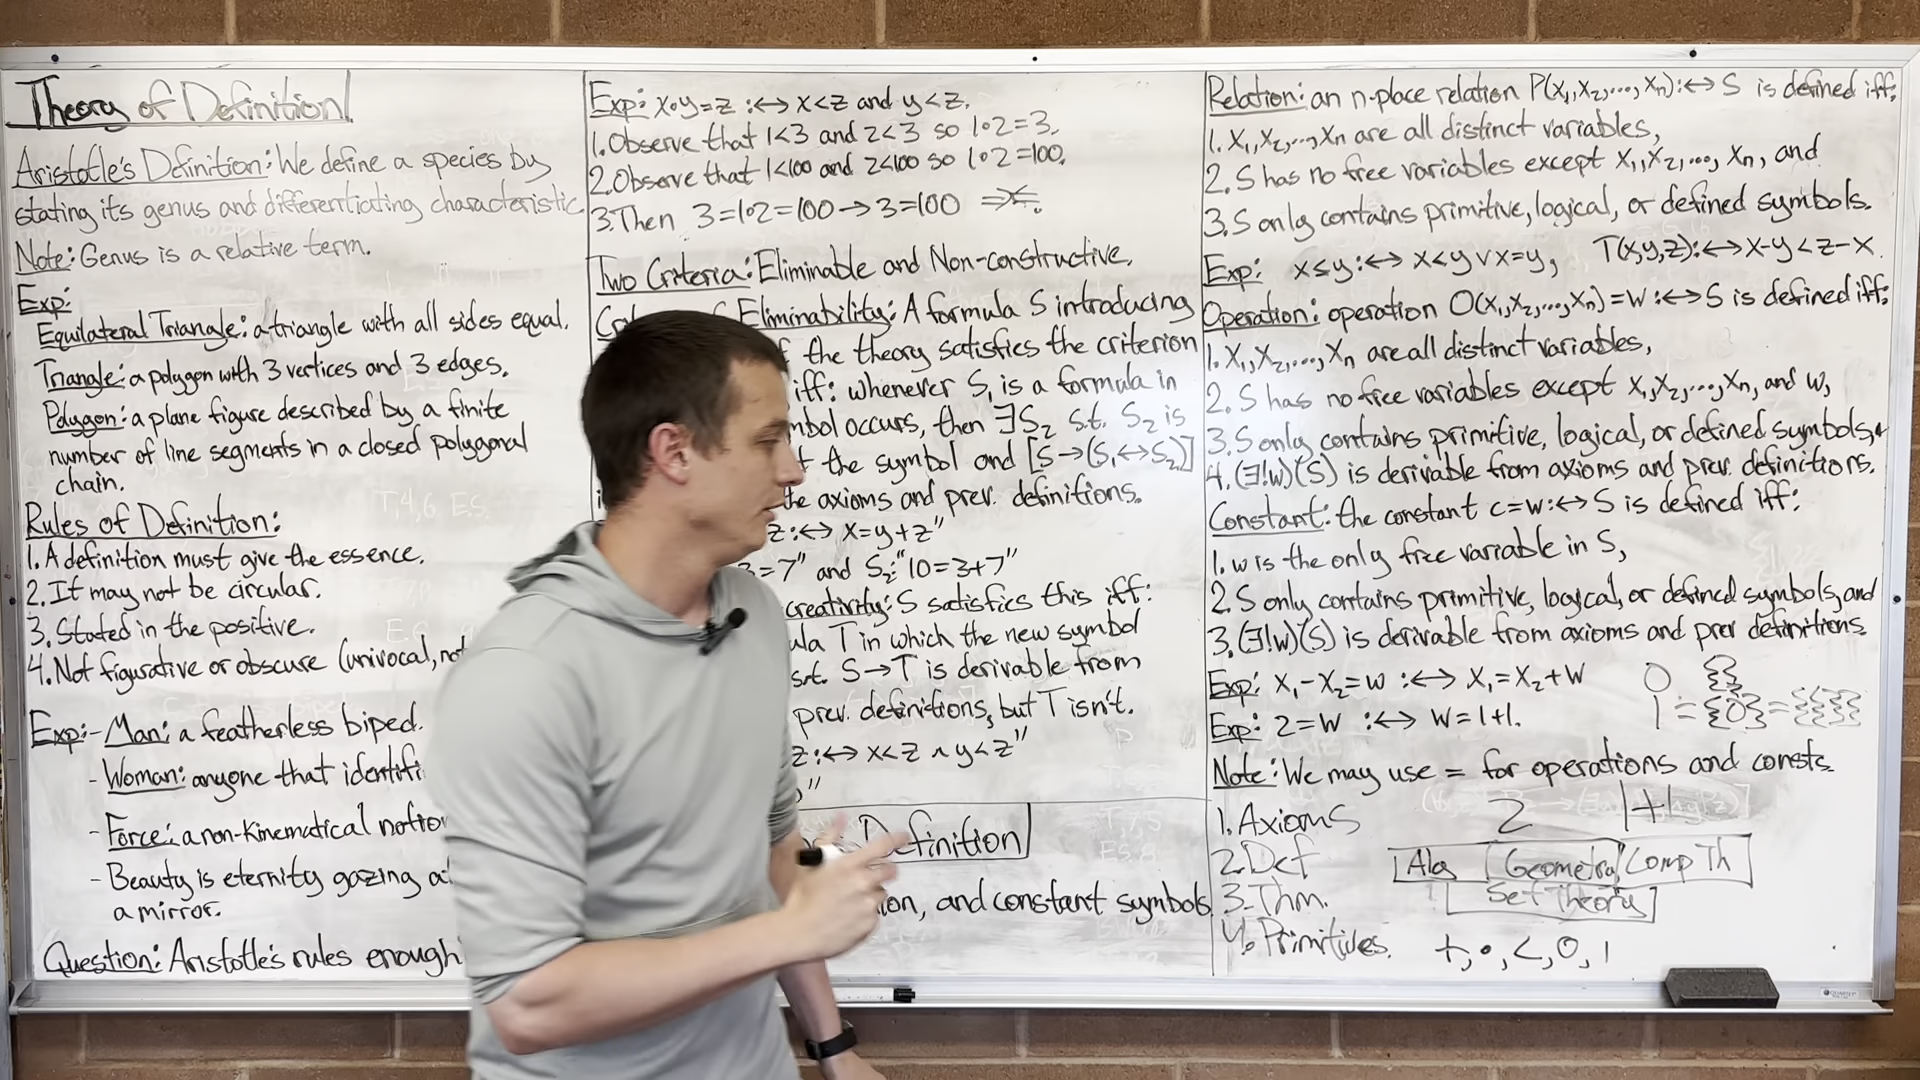 Theory of Definition
Aristotle's Definition: We define a species by
stating its genus and differentiating characteristic.
Note: Genus is a relative term.
Exp:
Equilateral Triangle: a triangle with all sides equal.
Triangle: a polygon with 3 vertices and 3 edges.
Polygon: a plane figure described by a finite
number of line segments in a closed polygonal
chain.
Rules of Definition:
1. A definition must give the essence.
2. It may not be circular.
3. Stated in the positive.
4. Not figurative or obscure (univocal, not
Exp: - Man: a featherless biped.
- Woman: anyone that identifi
- Force: a non-kinematical notion
- Beauty is eternity gazing at
a mirror.
Question: Aristotle's rules enough
Exp: x∘y=z :↔ x<z and y<z.
1. Observe that 1<3 and 2<3 so 1∘2=3.
2. Observe that 1<100 and 2<100 so 1∘2=100.
3. Then 3=1∘2=100 → 3=100 ⇒⇐.
Two Criteria: Eliminable and Non-constructive.
Eliminability: A formula S introducing
the theory satisfies the criterion
iff: whenever S₁ is a formula in
mbol occurs, then ∃S₂ s.t. S₂ is
the symbol and [S→(S₁↔S₂)]
the axioms and prev. definitions.
z :↔ x=y+z"
3=7" and S₂: "10=3+7"
creativity: S satisfies this iff:
ula T in which the new symbol
s.t. S→T is derivable from
prev. definitions, but T isn't.
z :↔ x<z ∧ y<z"
Definition
ion, and constant symbols
Relation: an n-place relation P(x₁,x₂,...,xₙ) :↔ S is defined iff:
1. x₁,x₂,...,xₙ are all distinct variables,
2. S has no free variables except x₁,x₂,..., xₙ, and
3. S only contains primitive, logical, or defined symbols.
Exp: x≤y :↔ x<y ∨ x=y, T(x,y,z) :↔ x-y<z-x.
Operation: operation O(x₁,x₂,...,xₙ)=w :↔ S is defined iff:
1. x₁,x₂,...,xₙ are all distinct variables,
2. S has no free variables except x₁,x₂,...,xₙ, and w,
3. S only contains primitive, logical, or defined symbols, +
4. (∃!w)(S) is derivable from axioms and prev. definitions.
Constant: the constant c=w :↔ S is defined iff:
1. w is the only free variable in S,
2. S only contains primitive, logical, or defined symbols, and
3. (∃!w)(S) is derivable from axioms and prev definitions.
Exp: x₁-x₂=w :↔ x₁=x₂+w
Exp: 2=w :↔ w=1+1.
Note: We may use = for operations and consts.
1. Axioms 2 1+1
2. Def Alg Geometry Comp Th
3. Thm. Set Theory
4. Primitives. +, •, <, 0, 1